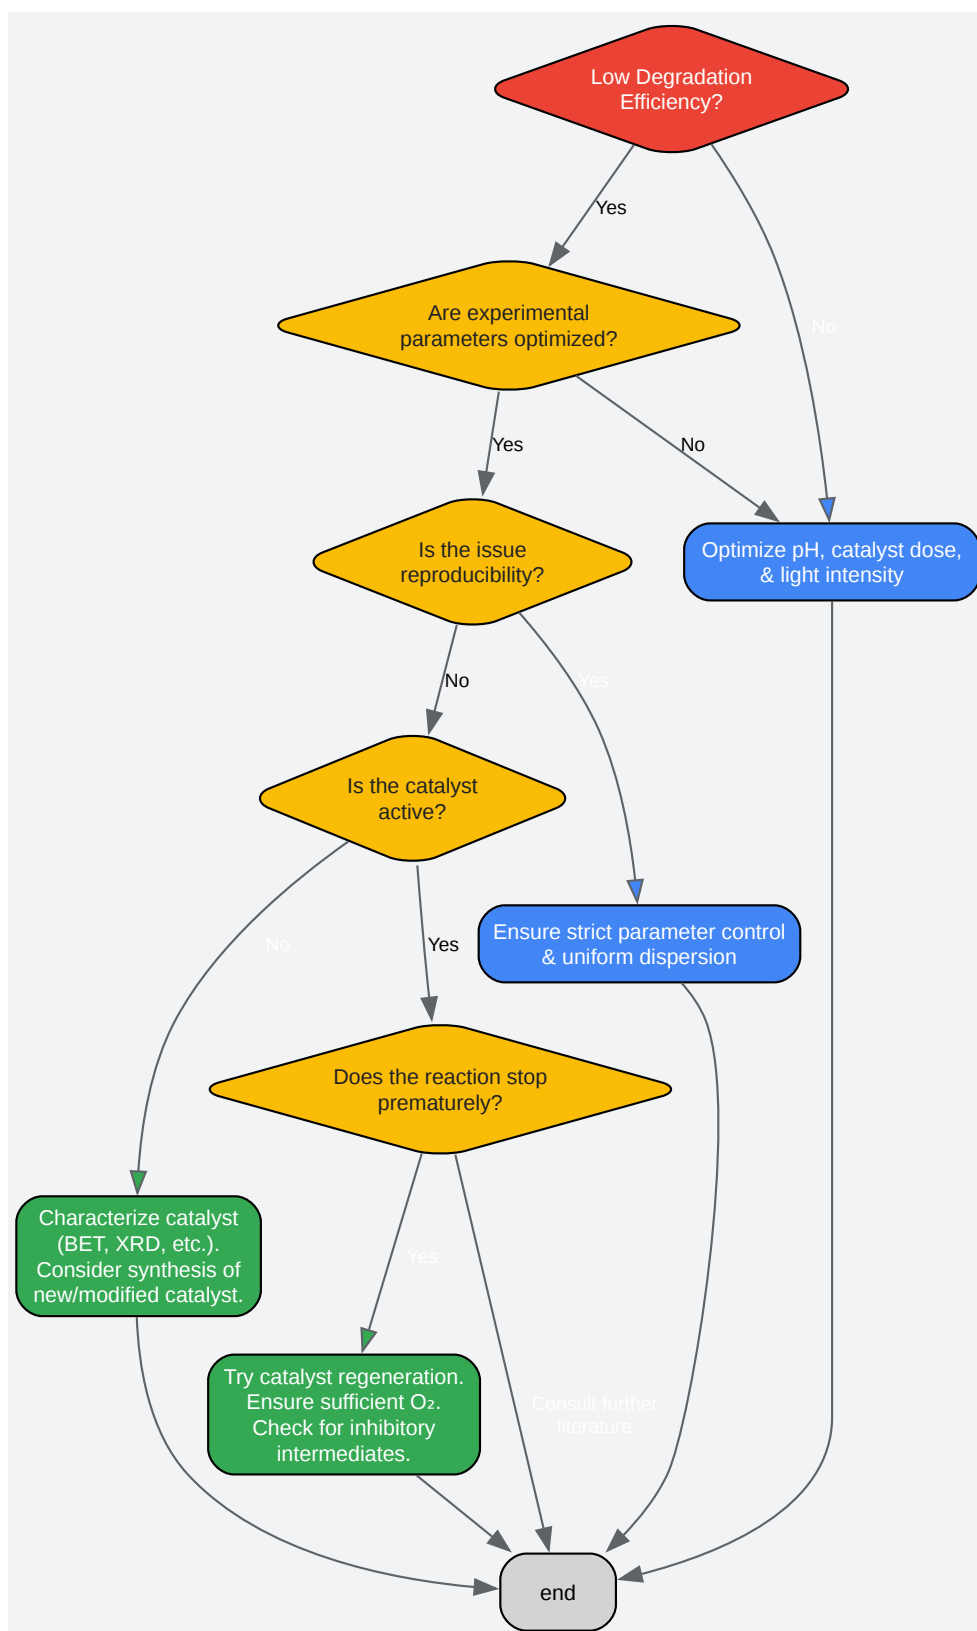 Low Degradation
Efficiency?
Yes
Are experimental
parameters optimized?
No
Yes
No
Is the issue
reproducibility?
Optimize pH, catalyst dose,
& light intensity
No
Yes
Is the catalyst
active?
Ensure strict parameter control
& uniform dispersion
No
Yes
Does the reaction stop
prematurely?
Characterize catalyst
(BET, XRD, etc.).
Consider synthesis of
new/modified catalyst.
Yes
Try catalyst regeneration.
Ensure sufficient O₂.
Check for inhibitory
intermediates.
Consult further
literature
end